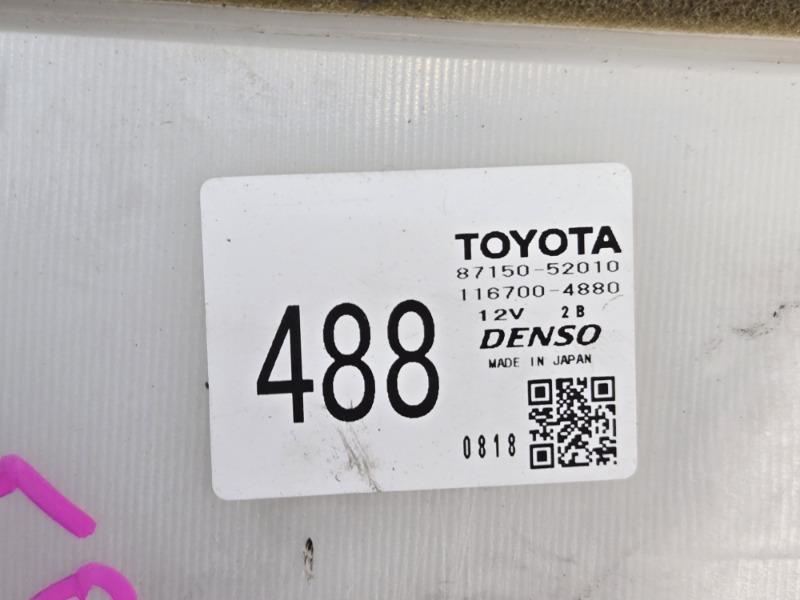 TOYOTA
87150-52010
116700-4880
12V 2B
DENSO
MADE IN JAPAN
488
0818